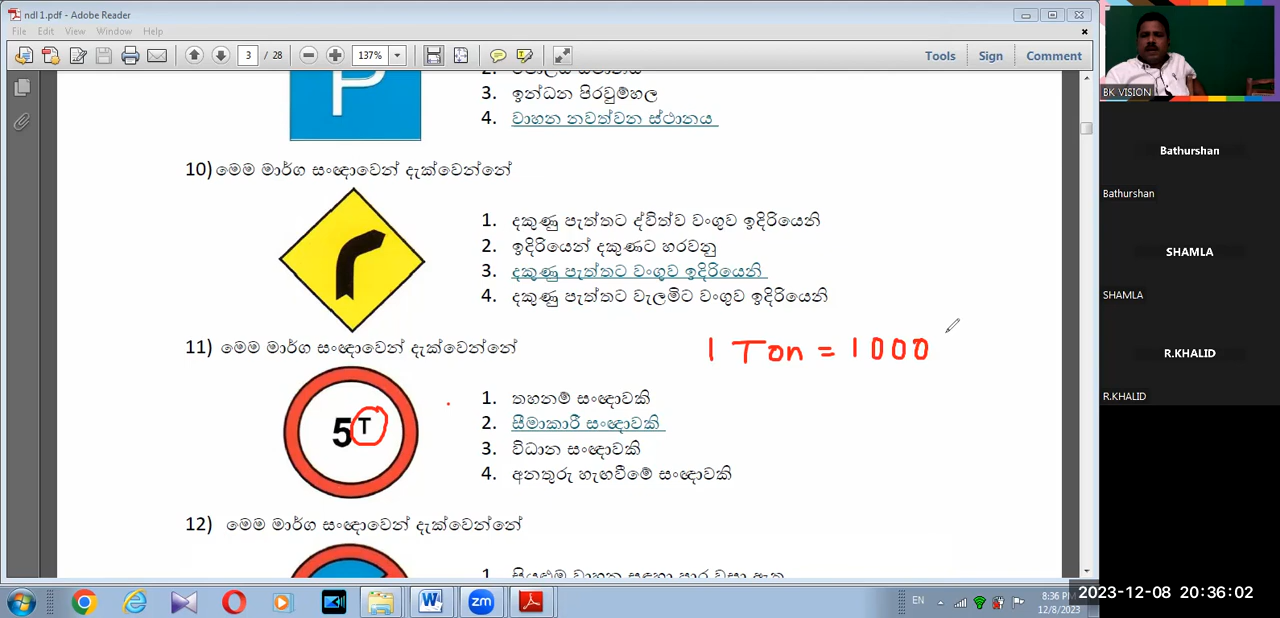 ndl 1.pdf - Adobe Reader
File Edit View Window Help
3 / 28 137% Tools Sign Comment
P
3. ඉන්ධන පිරවුම්හල
4. වාහන නවත්වන ස්ථානය
10) මෙම මාර්ග සංඥාවෙන් දැක්වෙන්නේ
1. දකුණු පැත්තට ද්විත්ව වංගුව ඉදිරියෙනි
2. ඉදිරියෙන් දකුණට හරවනු
3. දකුණු පැත්තට වංගුව ඉදිරියෙනි
4. දකුණු පැත්තට වැලමිට වංගුව ඉදිරියෙනි
11) මෙම මාර්ග සංඥාවෙන් දැක්වෙන්නේ
1 Ton = 1000
5T
1. තහනම් සංඥාවකි
2. සීමාකාරී සංඥාවකි
3. විධාන සංඥාවකි
4. අනතුරු හැඟවීමේ සංඥාවකි
12) මෙම මාර්ග සංඥාවෙන් දැක්වෙන්නේ
BK VISION
Bathurshan
Bathurshan
SHAMLA
SHAMLA
R.KHALID
R.KHALID
W zm
EN 8:36 PM
12/8/2023
2023-12-08 20:36:02